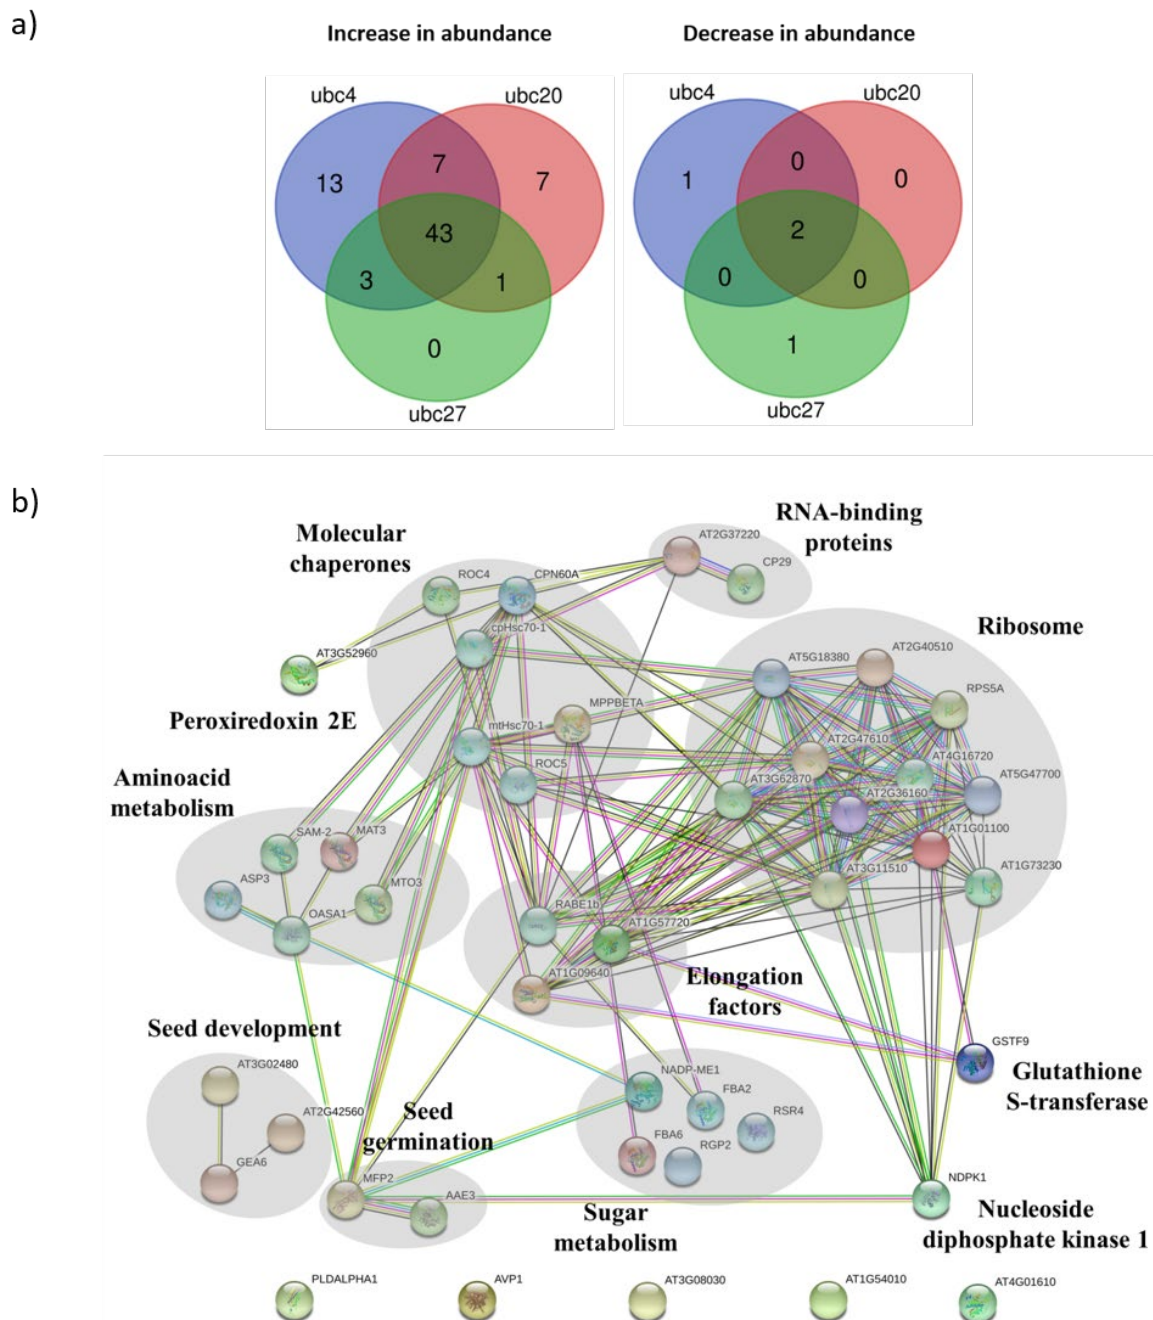 a)
Increase in abundance
Decrease in abundance
ubc4
ubc20
7
13
7
43
3
1
0
ubc27
ubc4
ubc20
0
1
0
2
0
0
1
ubc27
b)
Molecular
chaperones
RNA-binding
proteins
AT2G37220
CP29
ROC4
CPN60A
cpHsc70-1
AT3G52960
Peroxiredoxin 2E
MPPBETA
mtHsc70-1
ROC5
Ribosome
AT5G18380
AT2G40510
RPS5A
AT2G47610
AT4G16720
AT3G62870
AT5G47700
AT2G36160
AT1G01100
AT3G11510
AT1G73230
Aminoacid
metabolism
SAM-2
MAT3
ASP3
MTO3
OASA1
RABE1b
AT1G57720
AT1G09640
Elongation
factors
Seed development
AT3G02480
AT2G42560
GEA6
Seed
germination
MFP2
AAE3
NADP-ME1
FBA2
RSR4
FBA6
RGP2
Sugar
metabolism
GSTF9
Glutathione
S-transferase
NDPK1
Nucleoside
diphosphate kinase 1
PLDALPHA1
AVP1
AT3G08030
AT1G54010
AT4G01610